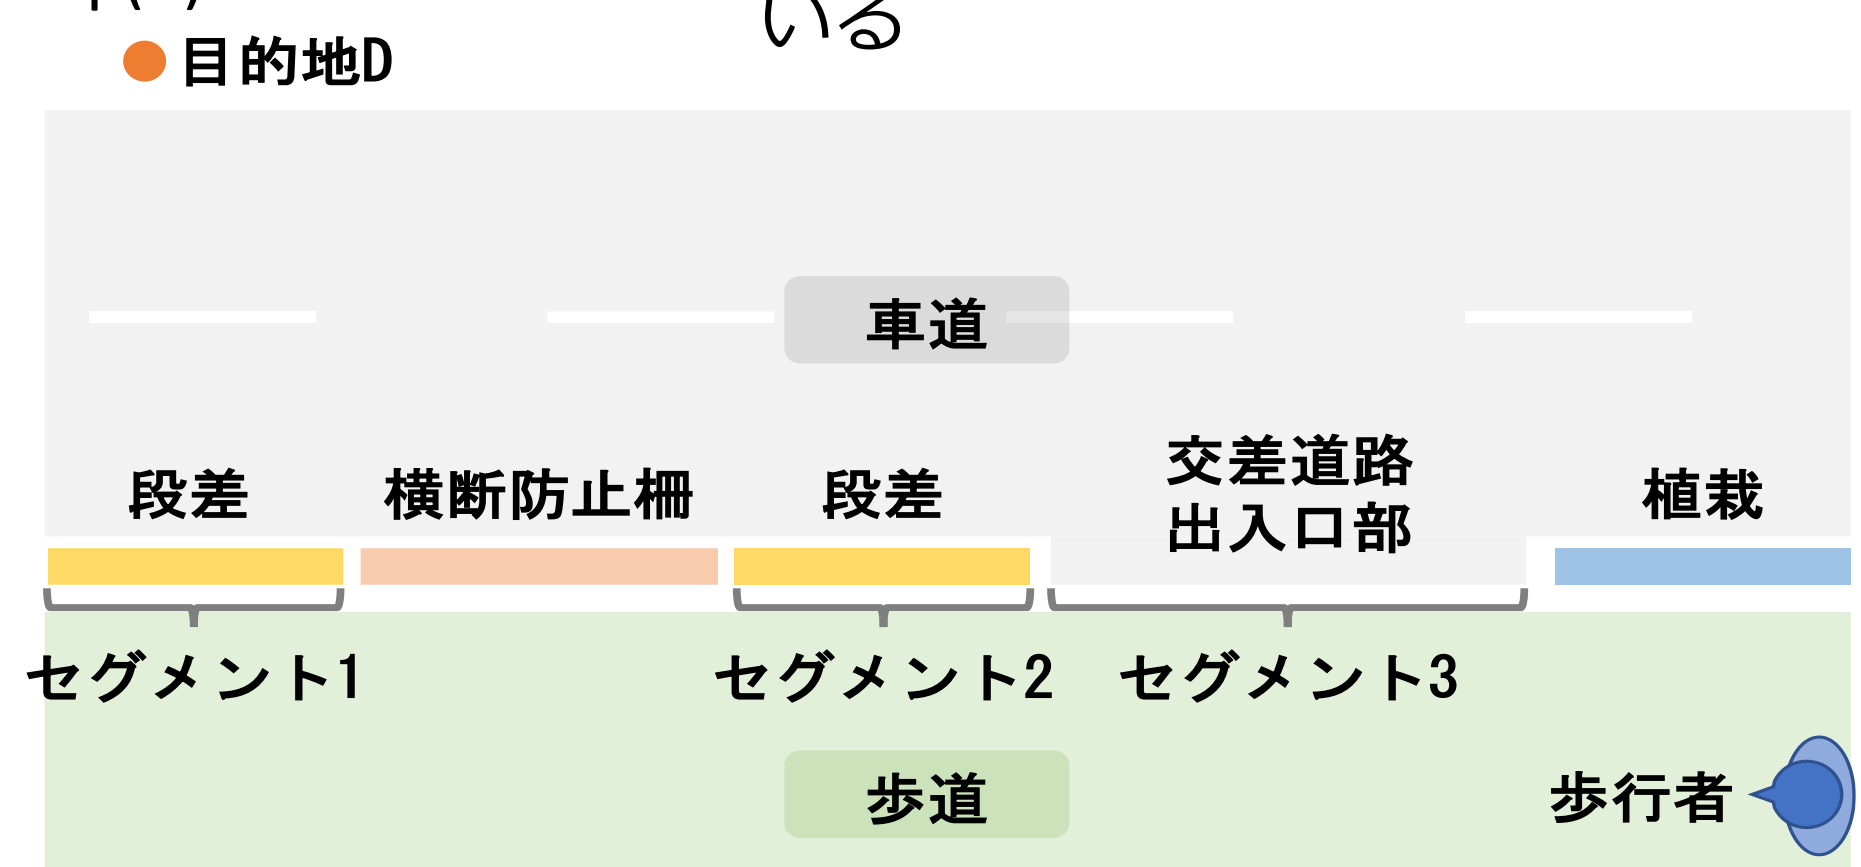 いる
目的地D
車道
段差
横断防止柵
段差
交差道路
出入口部
植栽
セグメント1
セグメント2
セグメント3
歩道
歩行者